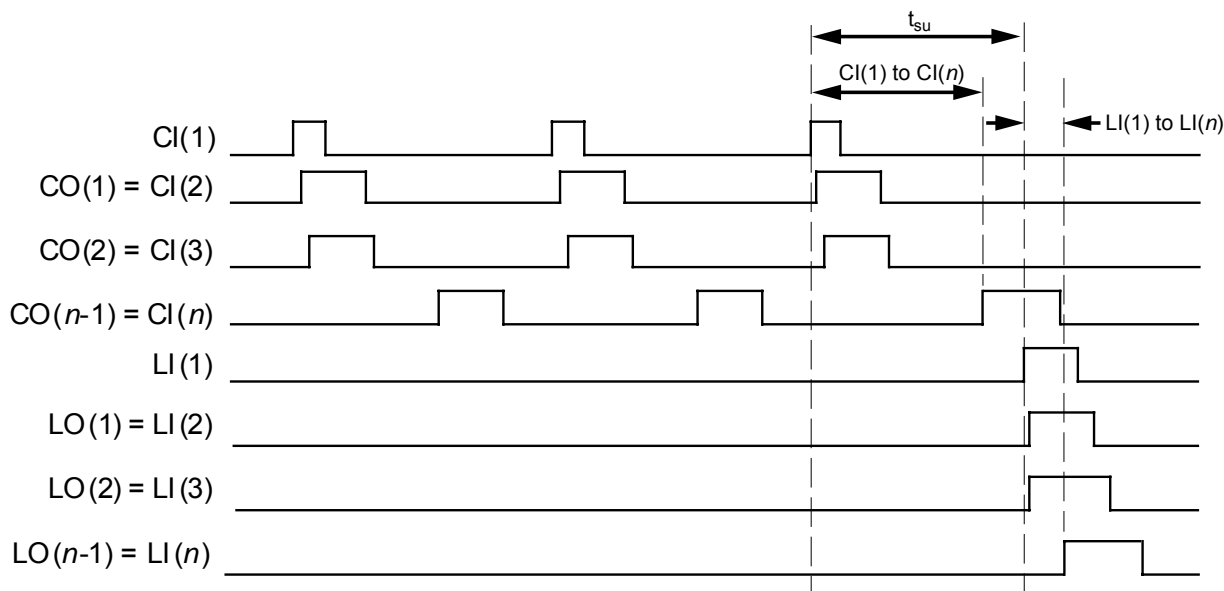 tsu
CI(1) to CI(n)
LI(1) to LI(n)
CI(1)
CO(1) = CI(2)
CO(2) = CI(3)
CO(n-1) = CI(n)
LI(1)
LO(1) = LI(2)
LO(2) = LI(3)
LO(n-1) = LI(n)